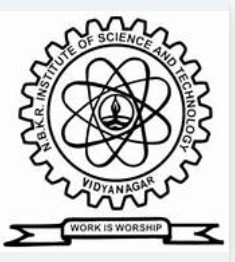 N.B.K.R. INSTITUTE OF SCIENCE AND TECHNOLOGY
VIDYANAGAR
WORK IS WORSHIP